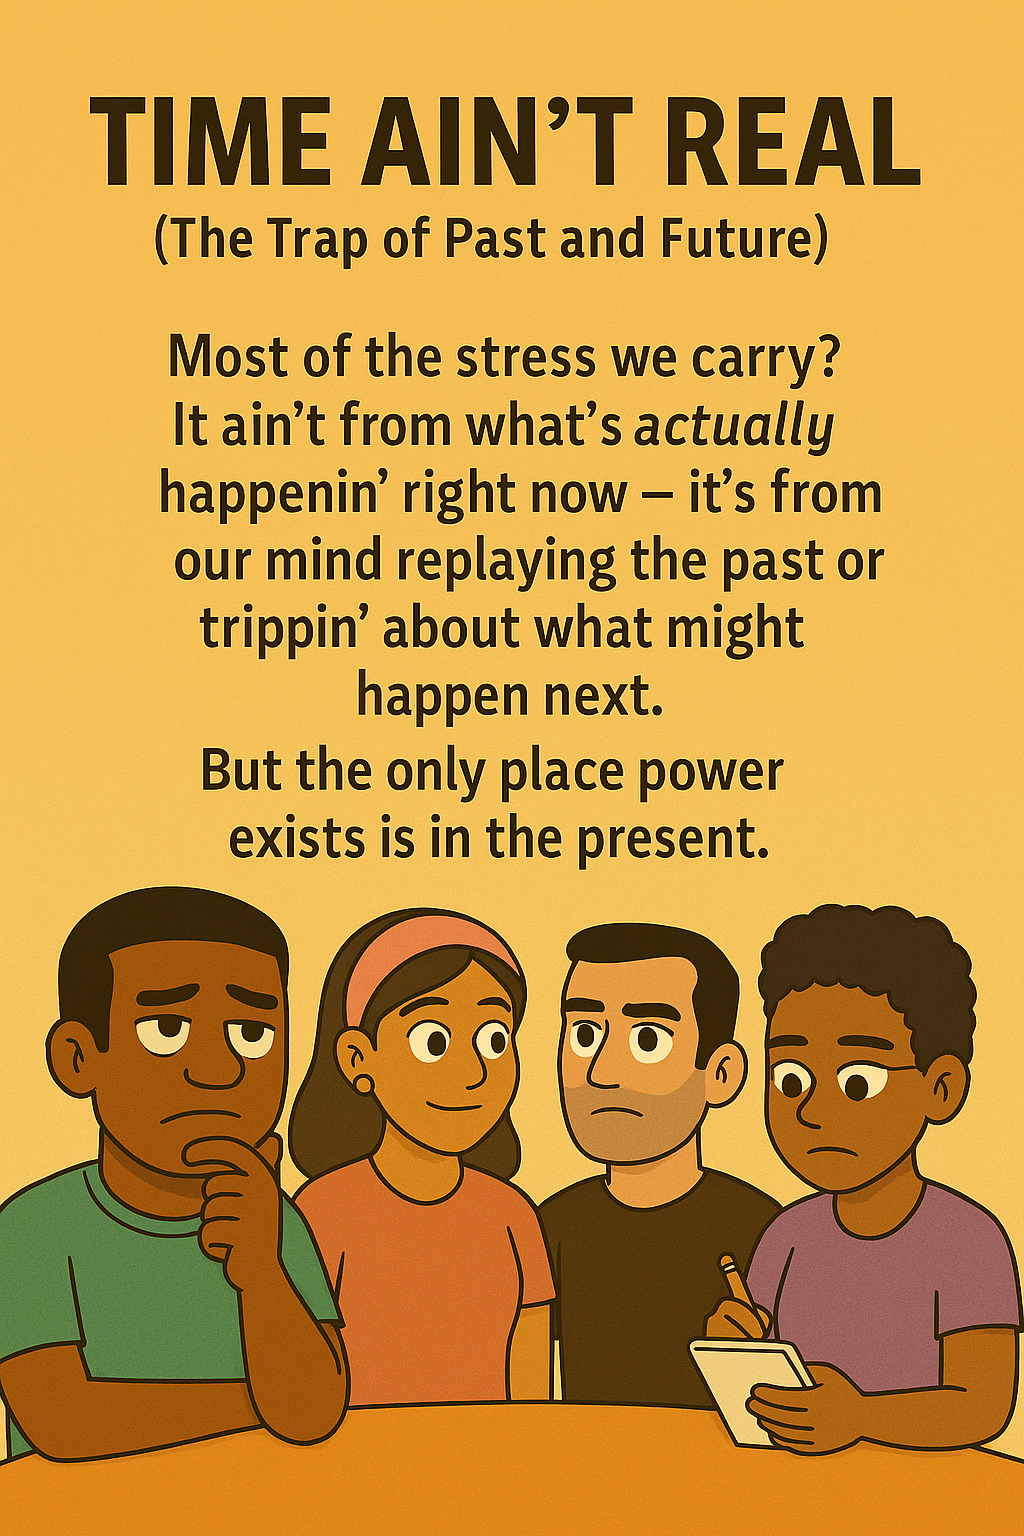 TIME AIN’T REAL
(The Trap of Past and Future)
Most of the stress we carry?
It ain’t from what’s actually
happenin’ right now – it’s from
our mind replaying the past or
trippin’ about what might
happen next.
But the only place power
exists is in the present.